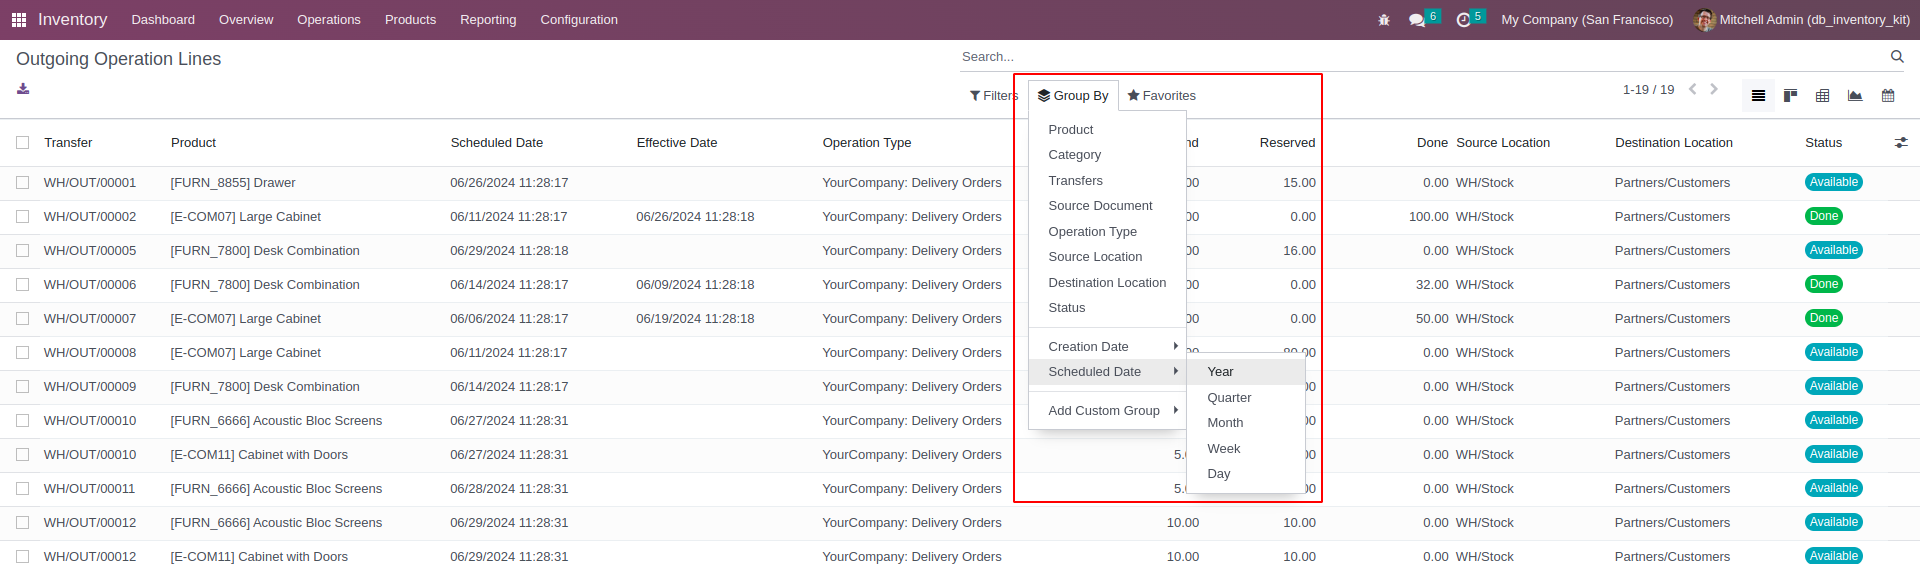 Inventory Dashboard Overview Operations Products Reporting Configuration 6 5 My Company (San Francisco) Mitchell Admin (db_inventory_kit)
Outgoing Operation Lines Search...
Filters Group By Favorites 1-19 / 19
Transfer Product Scheduled Date Effective Date Operation Type nd Reserved Done Source Location Destination Location Status
WH/OUT/00001 [FURN_8855] Drawer 06/26/2024 11:28:17 YourCompany: Delivery Orders 00 15.00 0.00 WH/Stock Partners/Customers Available
WH/OUT/00002 [E-COM07] Large Cabinet 06/11/2024 11:28:17 06/26/2024 11:28:18 YourCompany: Delivery Orders 00 0.00 100.00 WH/Stock Partners/Customers Done
WH/OUT/00005 [FURN_7800] Desk Combination 06/29/2024 11:28:18 YourCompany: Delivery Orders 00 16.00 0.00 WH/Stock Partners/Customers Available
WH/OUT/00006 [FURN_7800] Desk Combination 06/14/2024 11:28:17 06/09/2024 11:28:18 YourCompany: Delivery Orders 00 0.00 32.00 WH/Stock Partners/Customers Done
WH/OUT/00007 [E-COM07] Large Cabinet 06/06/2024 11:28:17 06/19/2024 11:28:18 YourCompany: Delivery Orders 00 0.00 50.00 WH/Stock Partners/Customers Done
WH/OUT/00008 [E-COM07] Large Cabinet 06/11/2024 11:28:17 YourCompany: Delivery Orders 0.00 WH/Stock Partners/Customers Available
WH/OUT/00009 [FURN_7800] Desk Combination 06/14/2024 11:28:17 YourCompany: Delivery Orders 00 0.00 WH/Stock Partners/Customers Available
WH/OUT/00010 [FURN_6666] Acoustic Bloc Screens 06/27/2024 11:28:31 YourCompany: Delivery Orders 00 0.00 WH/Stock Partners/Customers Available
WH/OUT/00010 [E-COM11] Cabinet with Doors 06/27/2024 11:28:31 YourCompany: Delivery Orders 5. 00 0.00 WH/Stock Partners/Customers Available
WH/OUT/00011 [FURN_6666] Acoustic Bloc Screens 06/28/2024 11:28:31 YourCompany: Delivery Orders 5. 00 0.00 WH/Stock Partners/Customers Available
WH/OUT/00012 [FURN_6666] Acoustic Bloc Screens 06/29/2024 11:28:31 YourCompany: Delivery Orders 10.00 10.00 0.00 WH/Stock Partners/Customers Available
WH/OUT/00012 [E-COM11] Cabinet with Doors 06/29/2024 11:28:31 YourCompany: Delivery Orders 10.00 10.00 0.00 WH/Stock Partners/Customers Available
Product
Category
Transfers
Source Document
Operation Type
Source Location
Destination Location
Status
Creation Date
Scheduled Date
Add Custom Group
Year
Quarter
Month
Week
Day